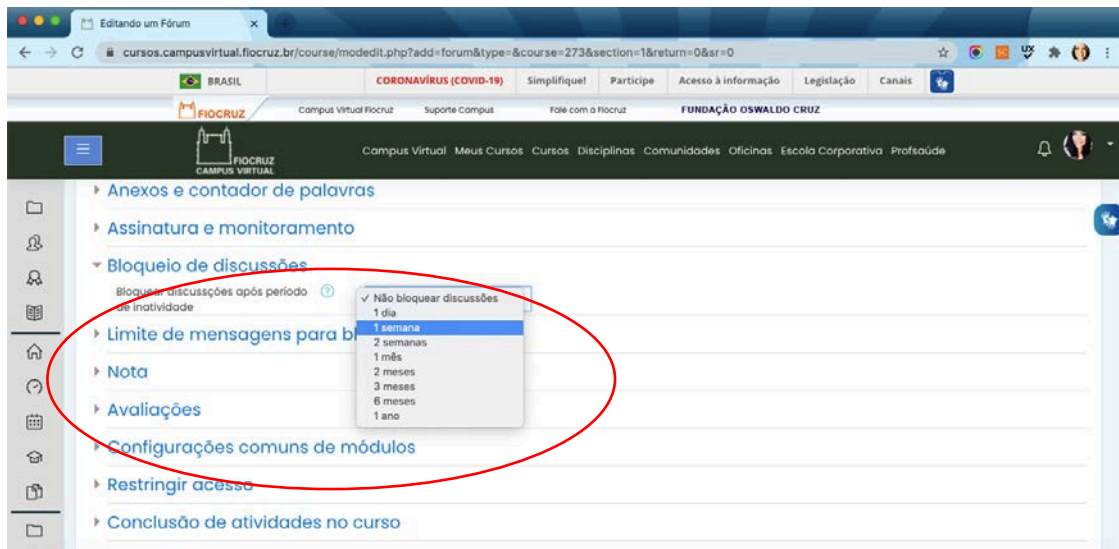 Editando um Fórum
cursos.campusvirtual.fiocruz.br/course/modedit.php?add=forum&type=&course=273&section=1&return=0&sr=0
UX
BRASIL CORONAVÍRUS (COVID-19) Simplifique! Participe Acesso à informação Legislação Canais
FIOCRUZ Campus Virtual Fiocruz Suporte Campus Fale com a Fiocruz FUNDAÇÃO OSWALDO CRUZ
FIOCRUZ
CAMPUS VIRTUAL
Campus Virtual Meus Cursos Cursos Disciplinas Comunidades Oficinas Escola Corporativa Profsaúde
Anexos e contador de palavras
Assinatura e monitoramento
Bloqueio de discussões
Bloquear discussções após período ?
de inatividade
✓ Não bloquear discussões
1 dia
1 semana
2 semanas
1 mês
2 meses
3 meses
6 meses
1 ano
Limite de mensagens para bl
Nota
Avaliações
Configurações comuns de módulos
Restringir acesso
Conclusão de atividades no curso